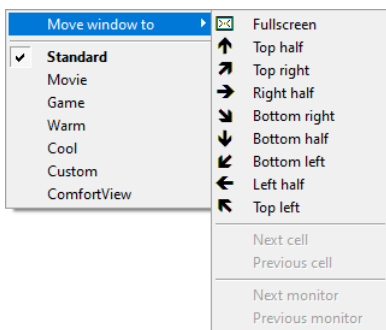 Move window to
Standard
Movie
Game
Warm
Cool
Custom
ComfortView
Fullscreen
Top half
Top right
Right half
Bottom right
Bottom half
Bottom left
Left half
Top left
Next cell
Previous cell
Next monitor
Previous monitor